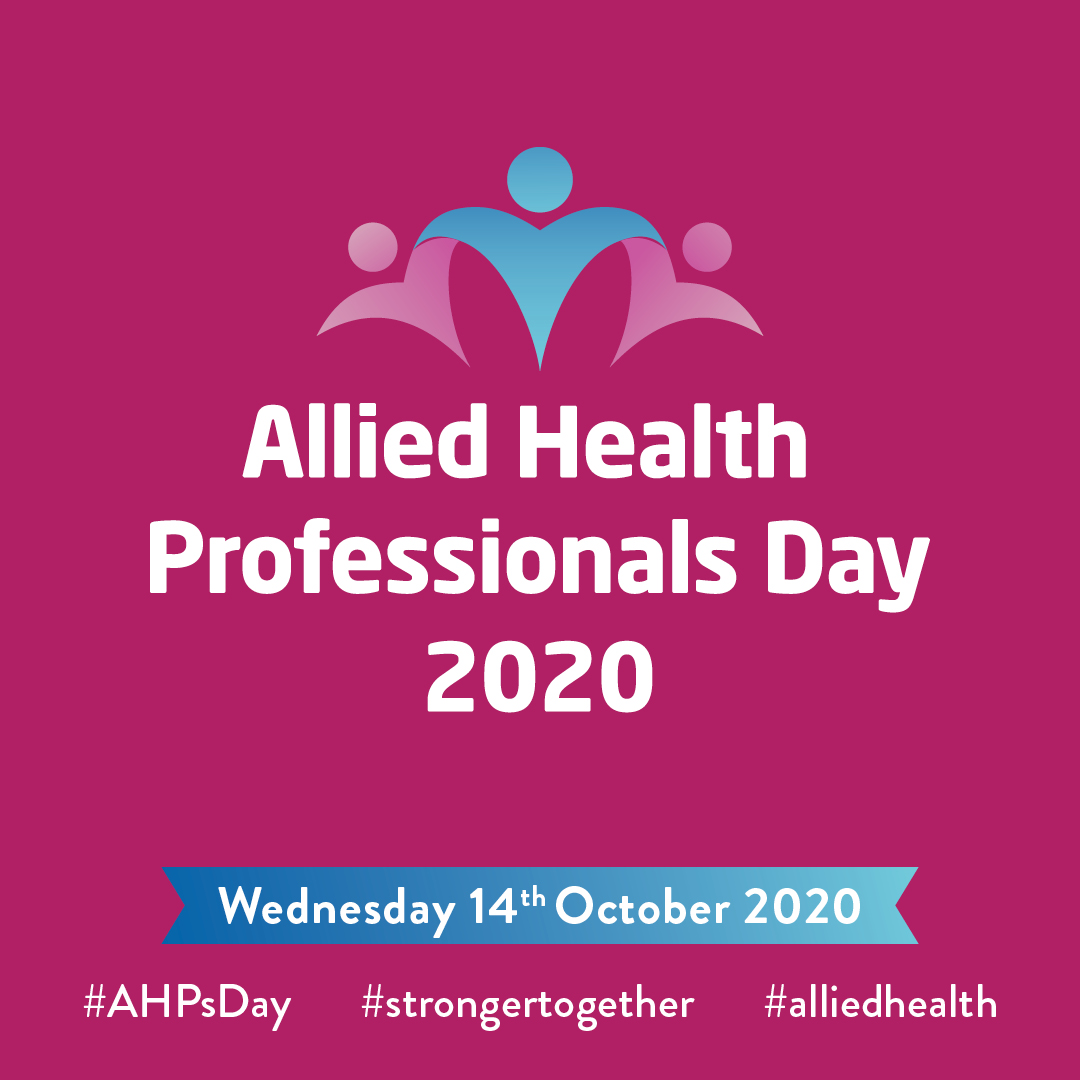 Allied Health
Professionals Day
2020
Wednesday 14th October 2020
#AHPsDay #strongertogether #alliedhealth